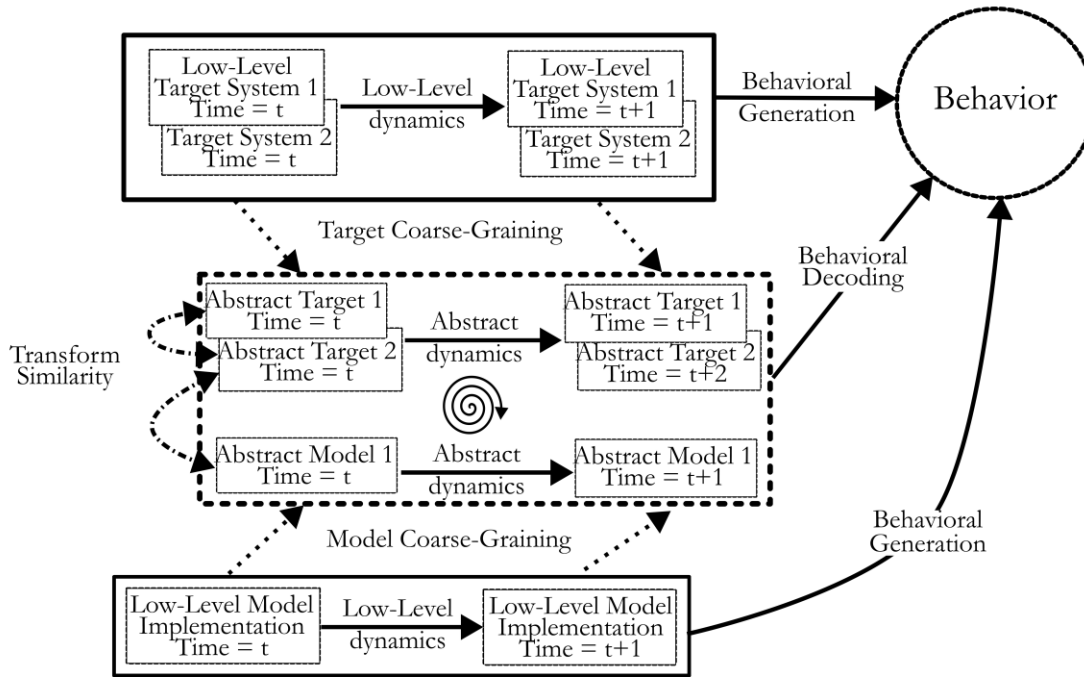 Low-Level
Target System 1
Time = t
Target System 2
Time = t
Low-Level
dynamics
Low-Level
Target System 1
Time = t+1
Target System 2
Time = t+1
Behavioral
Generation
Behavior
Target Coarse-Graining
Behavioral
Decoding
Transform
Similarity
Abstract Target 1
Time = t
Abstract Target 2
Time = t
Abstract
dynamics
Abstract Target 1
Time = t+1
Abstract Target 2
Time = t+2
Abstract Model 1
Time = t
Abstract
dynamics
Abstract Model 1
Time = t+1
Model Coarse-Graining
Behavioral
Generation
Low-Level Model
Implementation
Time = t
Low-Level
dynamics
Low-Level Model
Implementation
Time = t+1